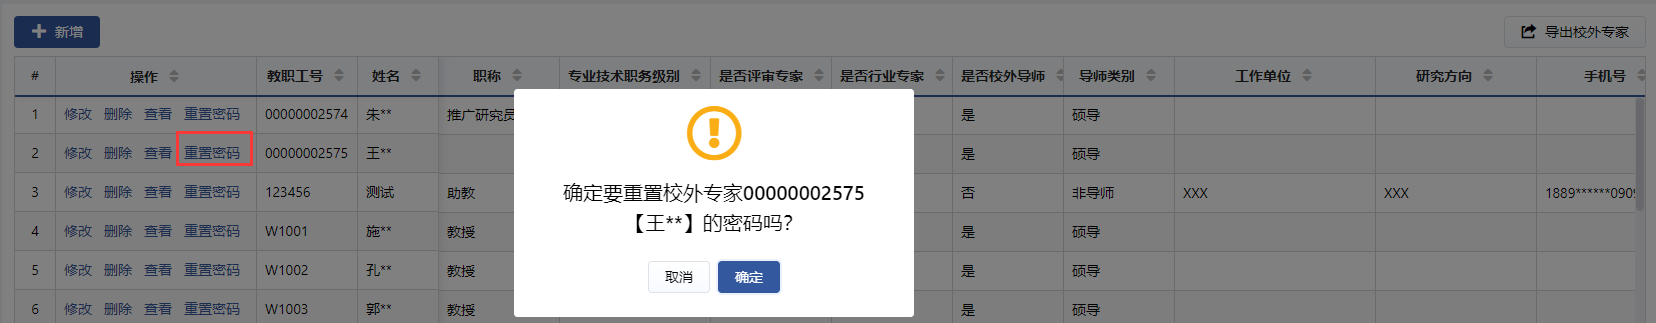 新增
导出校外专家
# 操作 教职工号 姓名 职称 专业技术职务级别 是否评审专家 是否行业专家 是否校外导师 导师类别 工作单位 研究方向 手机号
1 修改 删除 查看 重置密码 00000002574 朱** 推广研究员 是 硕导
2 修改 删除 查看 重置密码 00000002575 王** 是 硕导
3 修改 删除 查看 重置密码 123456 测试 助教 否 非导师 XXX XXX 1889******0909
4 修改 删除 查看 重置密码 W1001 施** 教授 是 硕导
5 修改 删除 查看 重置密码 W1002 孔** 教授 是 硕导
6 修改 删除 查看 重置密码 W1003 郭** 教授 是 硕导
确定要重置校外专家00000002575
【王**】的密码吗?
取消 确定